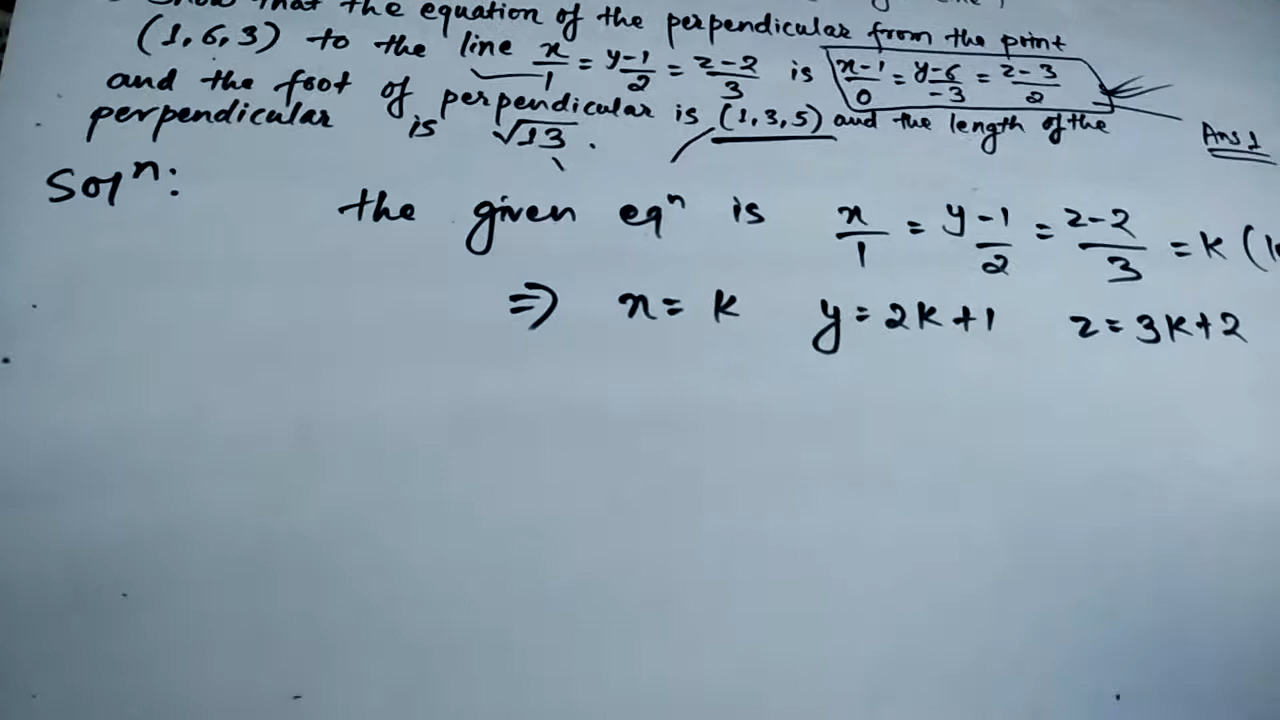 Show that the equation of the perpendicular from the point
(1,6,3) to the line x/1 = y-1/2 = z-2/3 is x-1/0 = y-6/-3 = z-3/2
and the foot of perpendicular is (1,3,5) and the length of the
perpendicular is √13.
Ans 1
Solⁿ:
the given eqⁿ is x/1 = y-1/2 = z-2/3 = k
⇒ x = k y = 2k+1 z = 3k+2